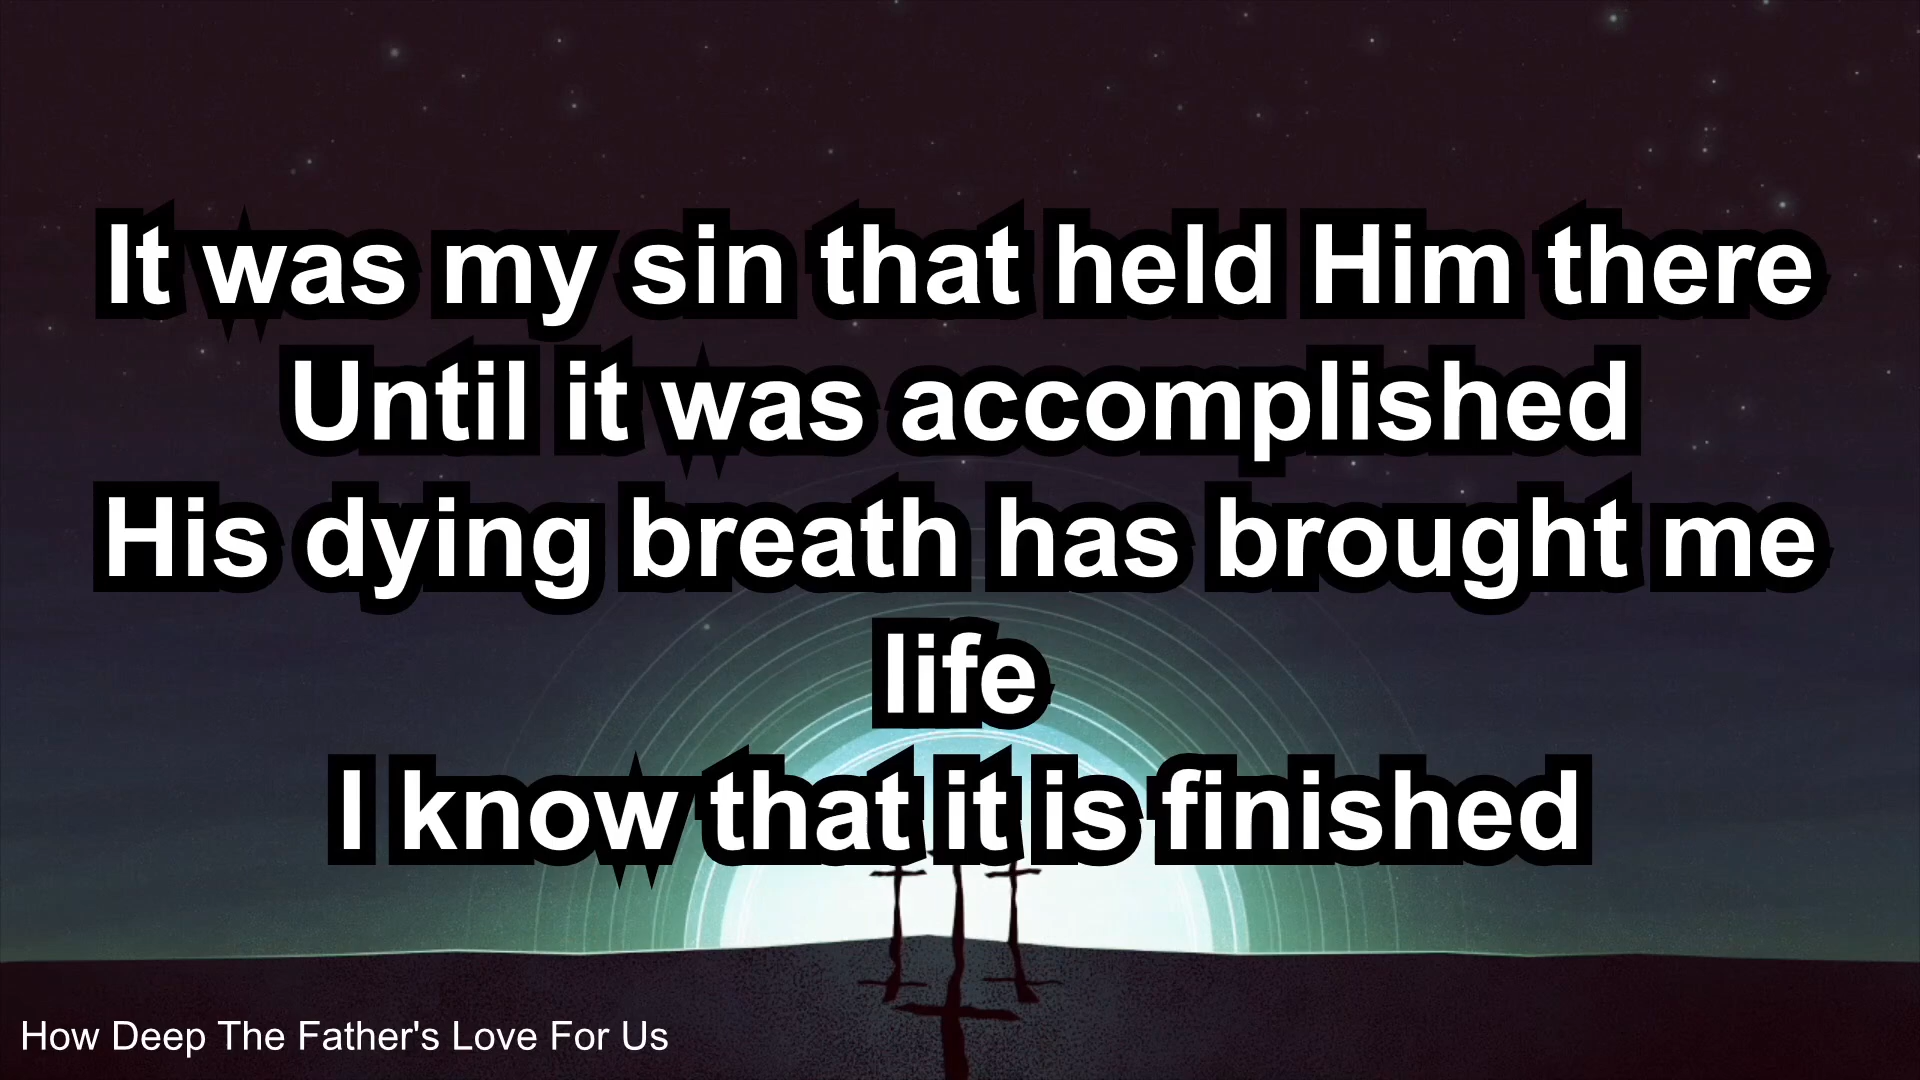 It was my sin that held Him there
Until it was accomplished
His dying breath has brought me
life
I know that it is finished
How Deep The Father's Love For Us